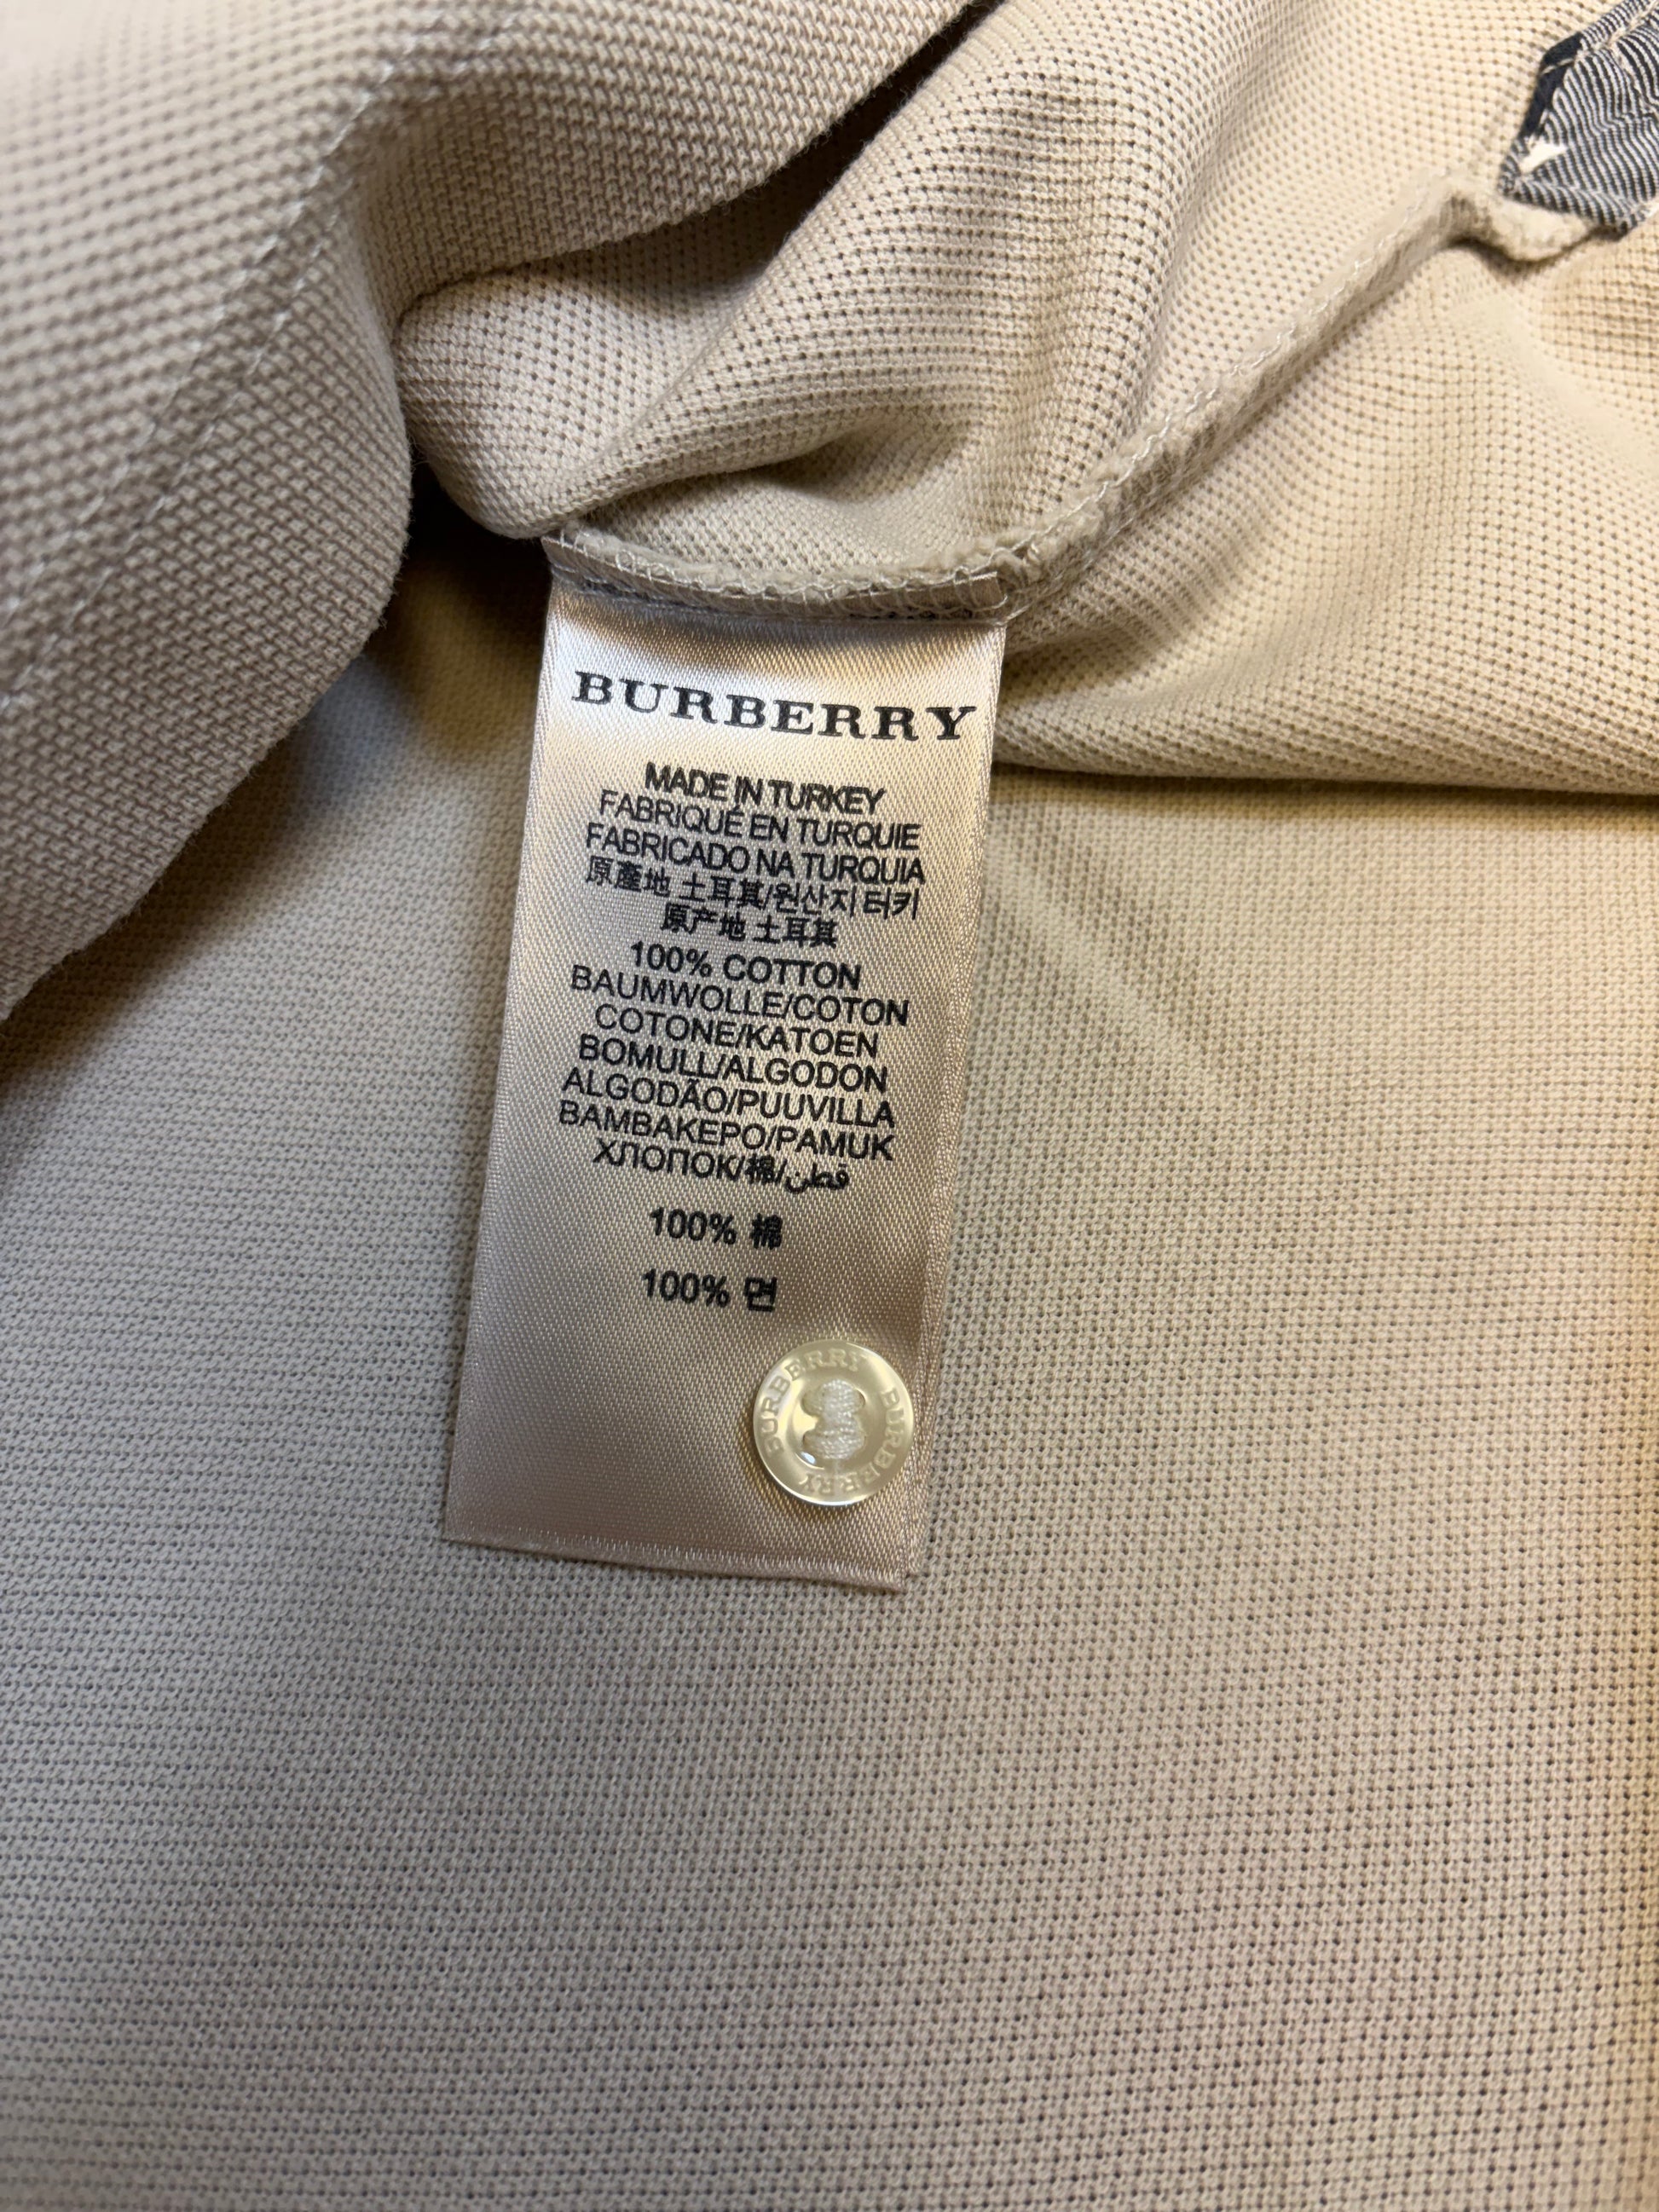 BURBERRY
MADE IN TURKEY
FABRIQUÉ EN TURQUIE
FABRICADO NA TURQUIA
原產地 土耳其/원산지 터키
原产地 土耳其
100% COTTON
BAUMWOLLE/COTON
COTONE/KATOEN
BOMULL/ALGODON
ALGODÃO/PUUVILLA
BAMBAKEPO/PAMUK
ХЛОПОК/棉/قطن
100% 棉
100% 면
BURBERRY BURBERRY